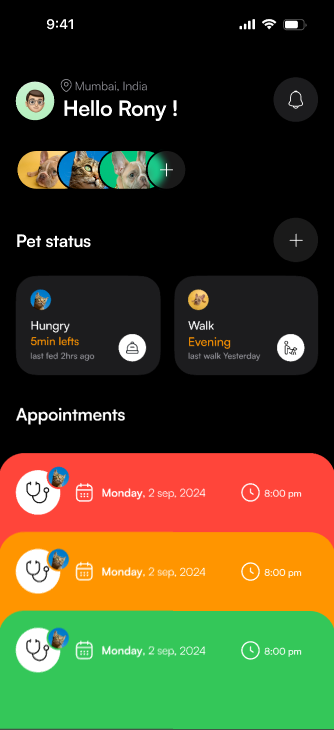 9:41
Mumbai, India
Hello Rony !
Pet status
Hungry
5min lefts
last fed 2hrs ago
Walk
Evening
last walk Yesterday
Appointments
Monday, 2 sep, 2024 8:00 pm
Monday, 2 sep, 2024 8:00 pm
Monday, 2 sep, 2024 8:00 pm